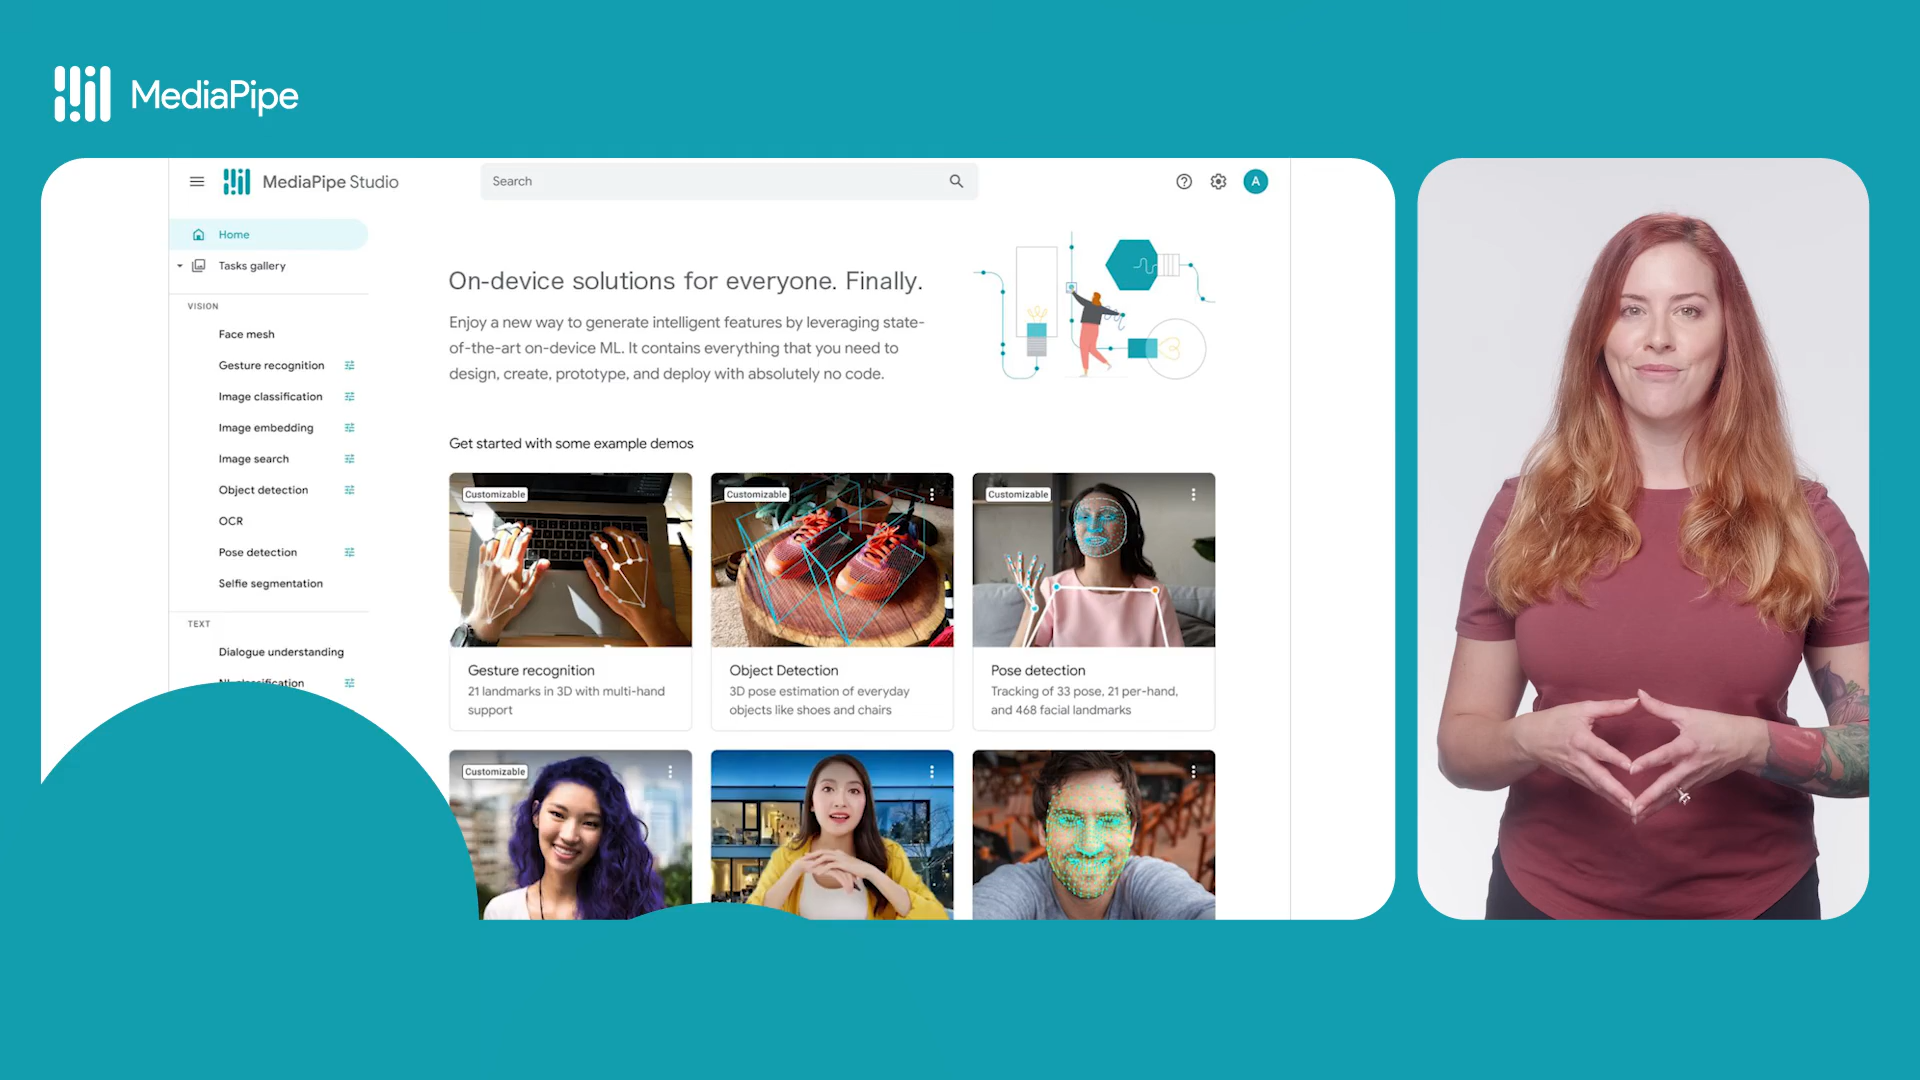 MediaPipe
MediaPipe Studio
Search
A
Home
Tasks gallery
VISION
Face mesh
Gesture recognition
Image classification
Image embedding
Image search
Object detection
OCR
Pose detection
Selfie segmentation
TEXT
Dialogue understanding
NL classification
On-device solutions for everyone. Finally.
Enjoy a new way to generate intelligent features by leveraging state-
of-the-art on-device ML. It contains everything that you need to
design, create, prototype, and deploy with absolutely no code.
Get started with some example demos
Customizable
Gesture recognition
21 landmarks in 3D with multi-hand
support
Customizable
Object Detection
3D pose estimation of everyday
objects like shoes and chairs
Customizable
Pose detection
Tracking of 33 pose, 21 per-hand,
and 468 facial landmarks
Customizable